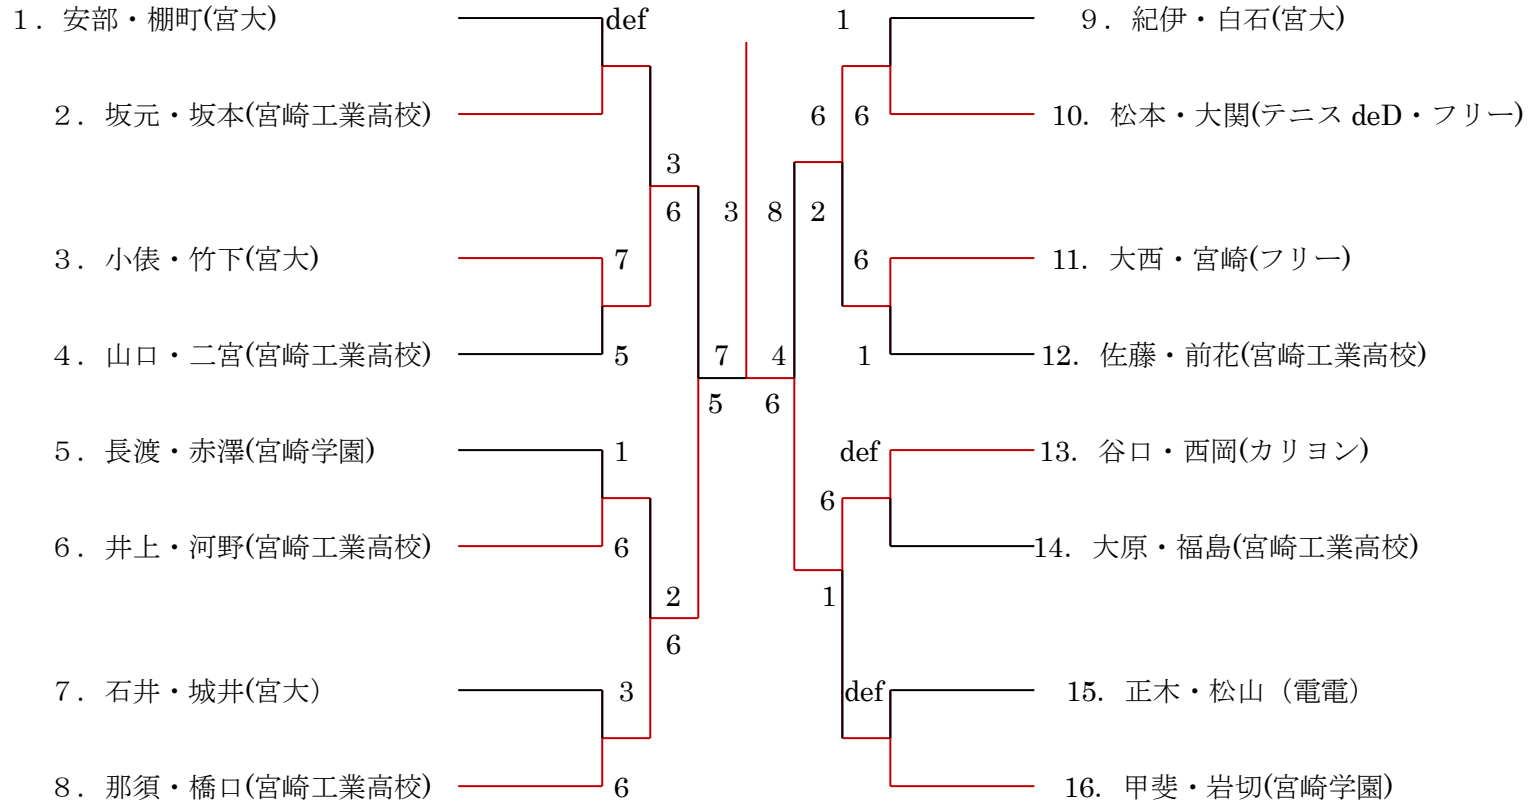 1．安部・棚町(宮大)
def
2．坂元・坂本(宮崎工業高校)
3
6
3．小俵・竹下(宮大)
7
4．山口・二宮(宮崎工業高校)
5
7
5
5．長渡・赤澤(宮崎学園)
1
6．井上・河野(宮崎工業高校)
6
2
6
7．石井・城井(宮大）
3
8．那須・橋口(宮崎工業高校)
6
3
8
1
9．紀伊・白石(宮大)
6
6
10．松本・大関(テニス deD・フリー)
2
6
11．大西・宮崎(フリー)
4
1
12．佐藤・前花(宮崎工業高校)
6
def
13．谷口・西岡(カリヨン)
6
14．大原・福島(宮崎工業高校)
1
def
15．正木・松山（電電）
16．甲斐・岩切(宮崎学園)